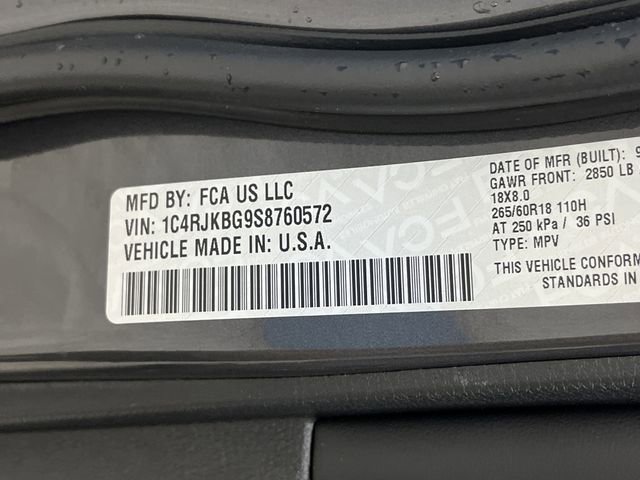 MFD BY: FCA US LLC
VIN: 1C4RJKBG9S8760572
VEHICLE MADE IN: U.S.A.
DATE OF MFR (BUILT): 9
GAWR FRONT: 2850 LB
18X8.0
265/60R18 110H
AT 250 kPa / 36 PSI
TYPE: MPV
THIS VEHICLE CONFORM
STANDARDS IN